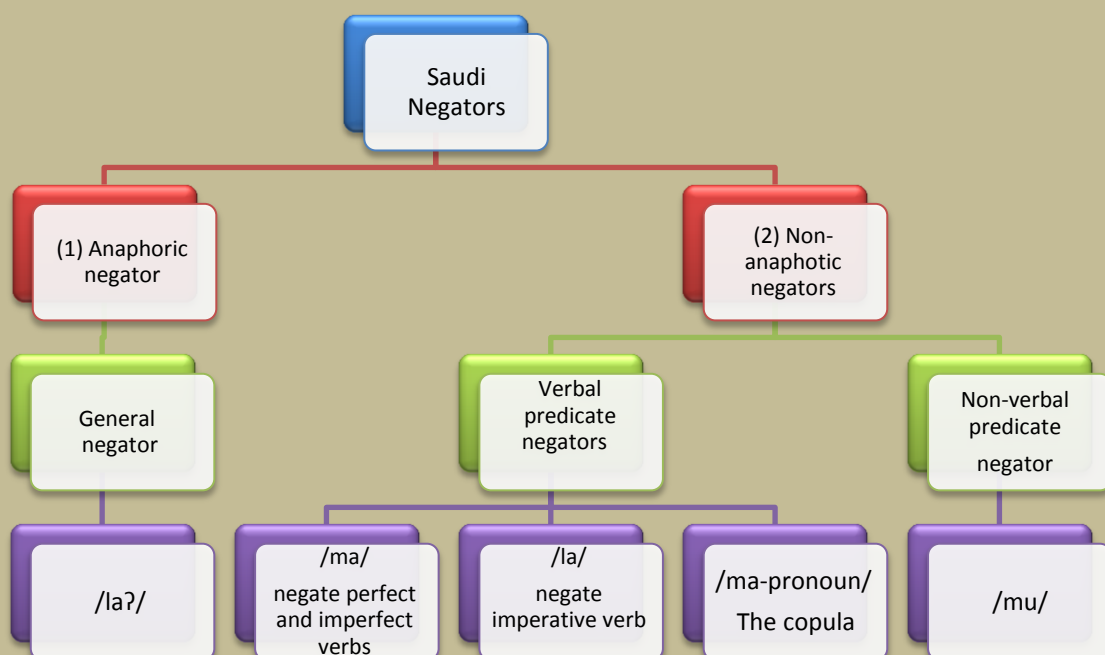 Saudi
Negators
(1) Anaphoric
negator
(2) Non-
anaphotic
negators
General
negator
Verbal
predicate
negators
Non-verbal
predicate
negator
/laʔ/
/ma/
negate perfect
and imperfect
verbs
/la/
negate
imperative verb
/ma-pronoun/
The copula
/mu/